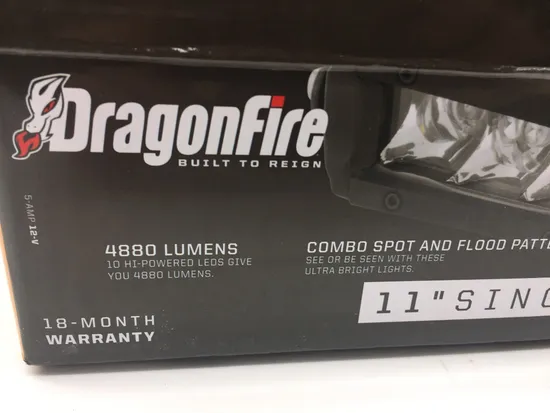 DragonFire
BUILT TO REIGN
5-AMP 12-V
4880 LUMENS
10 HI-POWERED LEDS GIVE
YOU 4880 LUMENS.
COMBO SPOT AND FLOOD PATTE
SEE OR BE SEEN WITH THESE
ULTRA BRIGHT LIGHTS.
11" SING
18-MONTH
WARRANTY